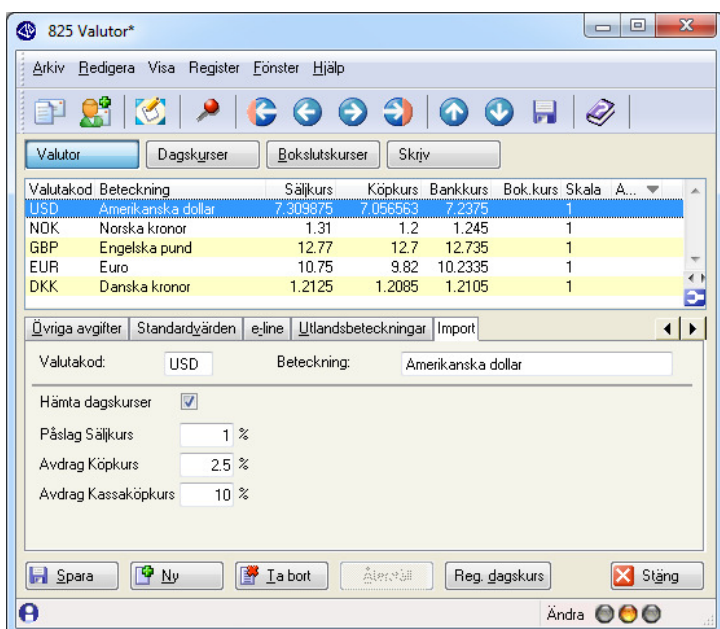 825 Valutor*
Arkiv Redigera Visa Register Fönster Hjälp
Valutor Dagskurser Bokslutskurser Skriv
Valutakod Beteckning Säljkurs Köpkurs Bankkurs Bok.kurs Skala A...
USD Amerikanska dollar 7.309875 7.056563 7.2375 1
NOK Norska kronor 1.31 1.2 1.245 1
GBP Engelska pund 12.77 12.7 12.735 1
EUR Euro 10.75 9.82 10.2335 1
DKK Danska kronor 1.2125 1.2085 1.2105 1
Övriga avgifter Standardvärden e-line Utlandsbeteckningar Import
Valutakod: USD Beteckning: Amerikanska dollar
Hämta dagskurser
Påslag Säljkurs 1 %
Avdrag Köpkurs 2.5 %
Avdrag Kassaköpkurs 10 %
Spara Ny Ta bort Återställ Reg. dagskurs Stäng
Ändra